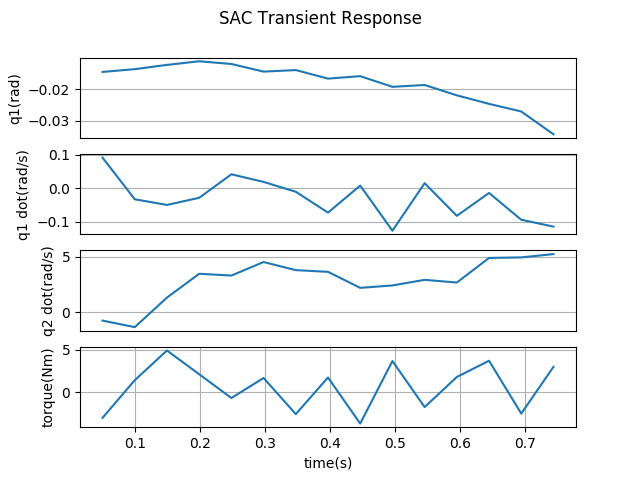 SAC Transient Response
q1(rad)
−0.02
−0.03
q1 dot(rad/s)
0.1
0.0
−0.1
q2 dot(rad/s)
5
0
torque(Nm)
5
0
0.1 0.2 0.3 0.4 0.5 0.6 0.7
time(s)